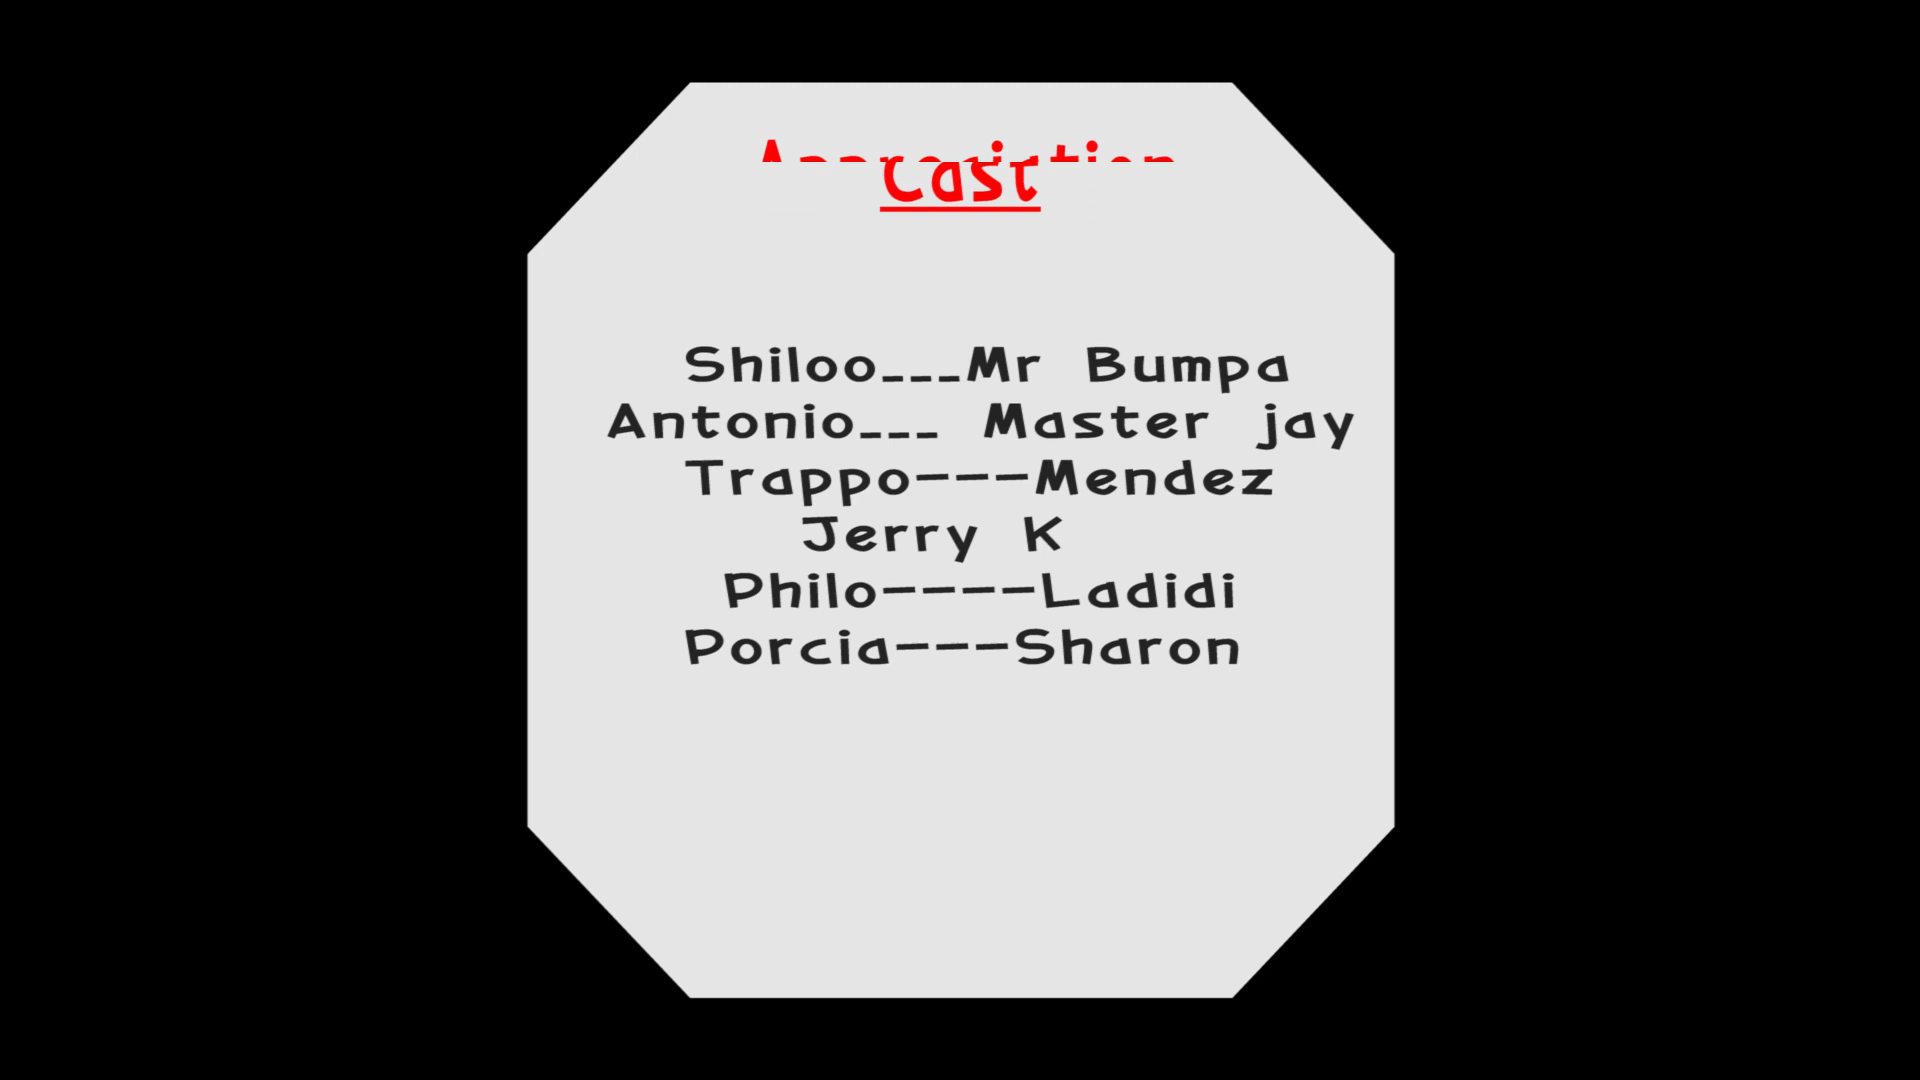 Cast
Shiloo___Mr Bumpa
Antonio___ Master jay
Trappo---Mendez
Jerry K
Philo----Ladidi
Porcia---Sharon